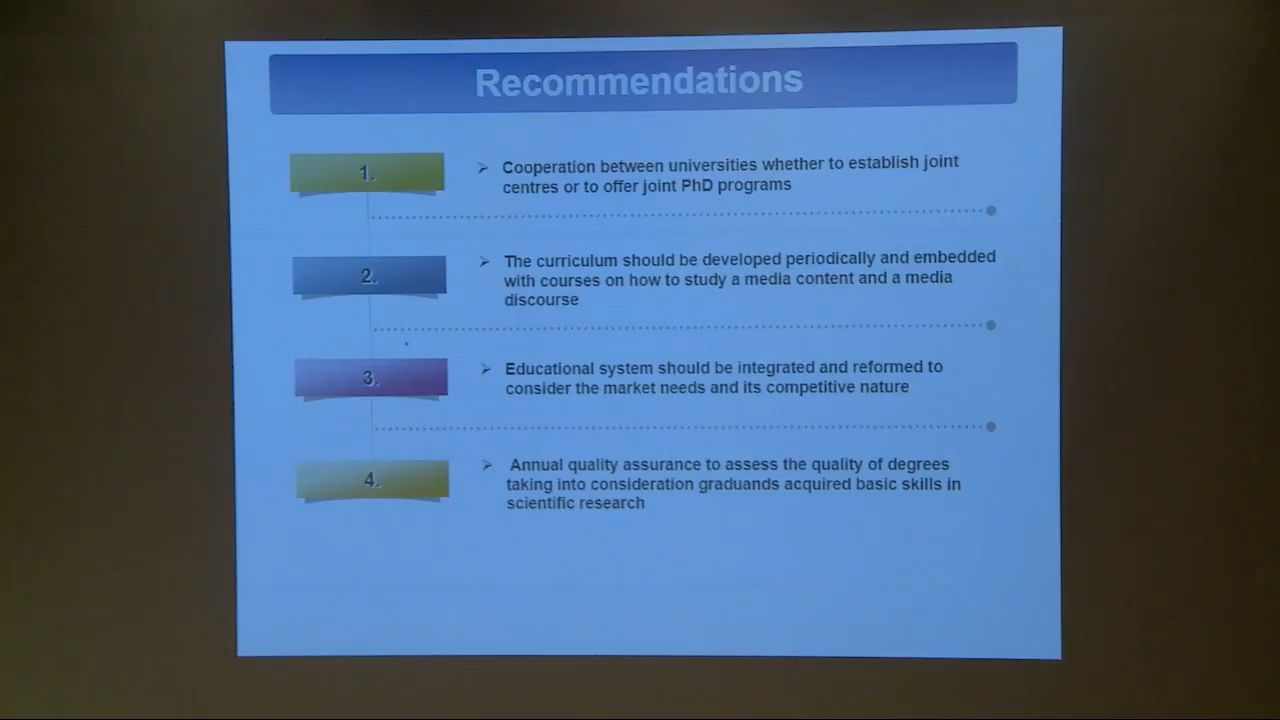 Recommendations
1.
➢ Cooperation between universities whether to establish joint
centres or to offer joint PhD programs
2.
➢ The curriculum should be developed periodically and embedded
with courses on how to study a media content and a media
discourse
3.
➢ Educational system should be integrated and reformed to
consider the market needs and its competitive nature
4.
➢ Annual quality assurance to assess the quality of degrees
taking into consideration graduands acquired basic skills in
scientific research